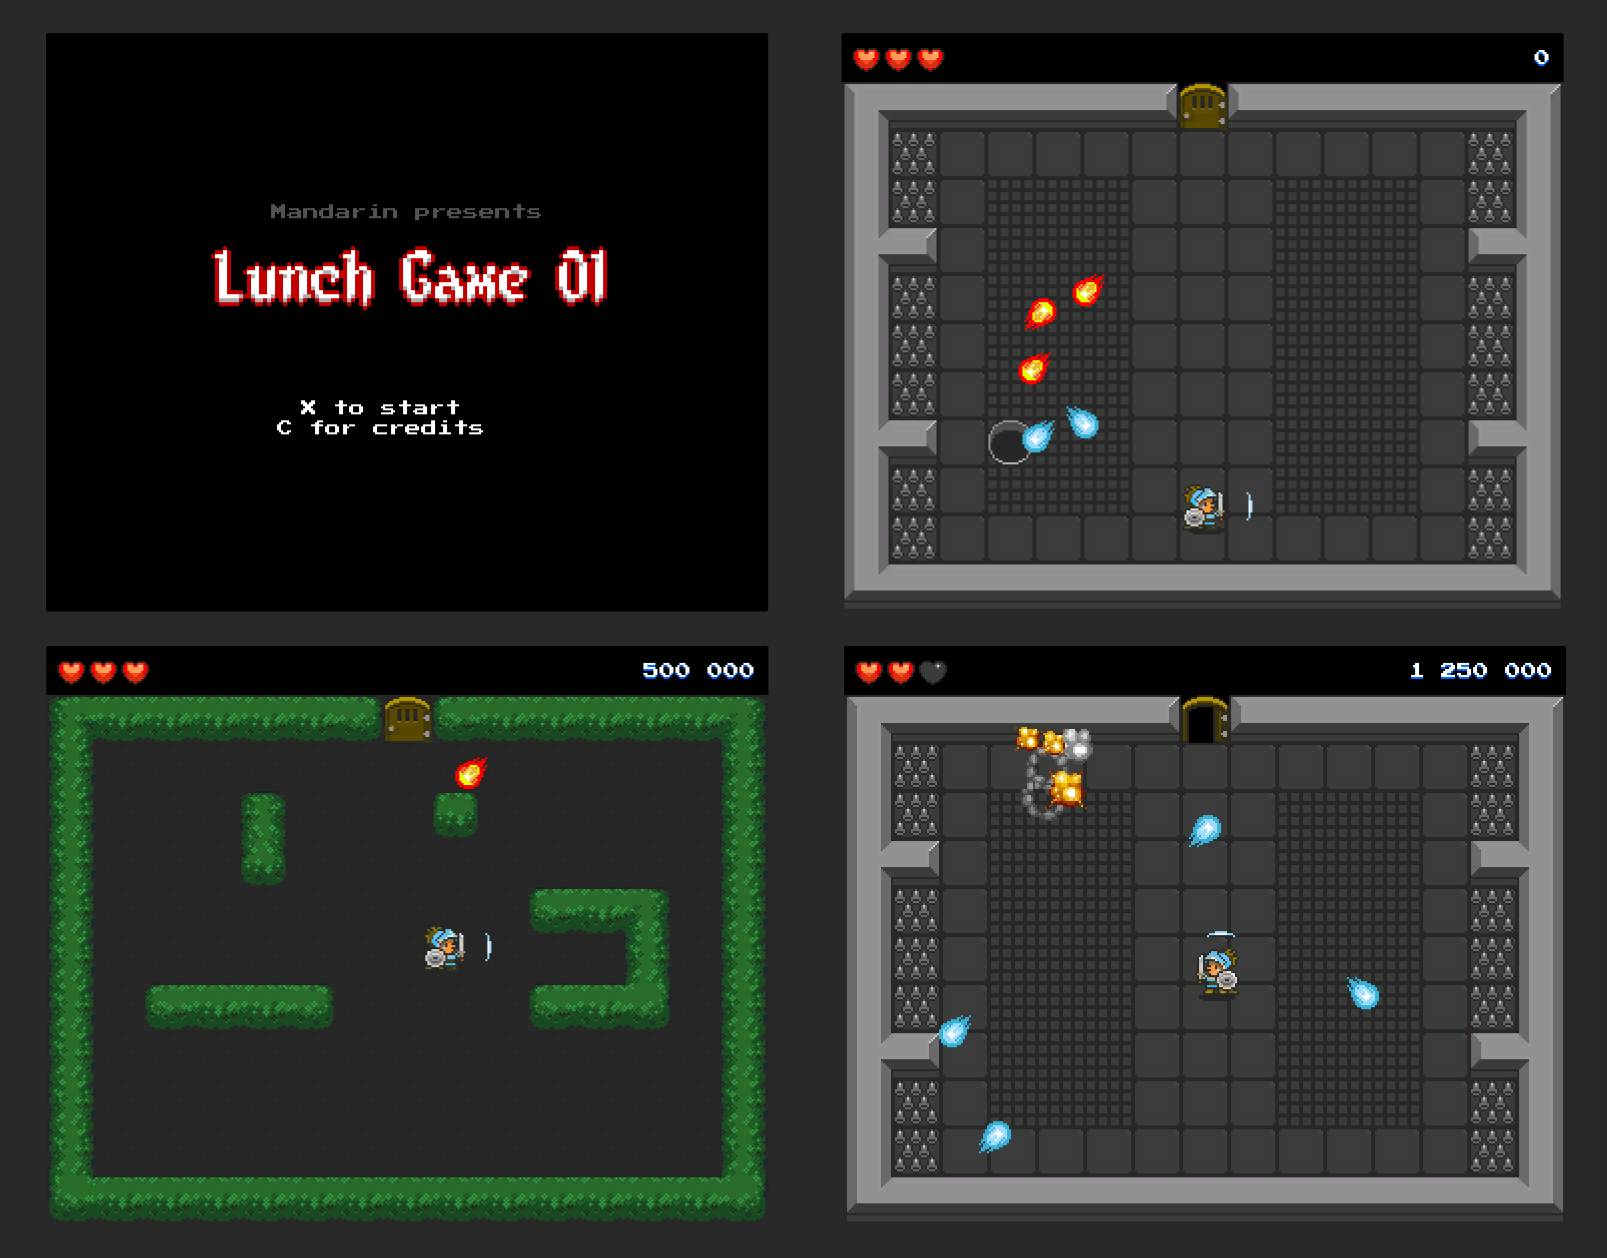 Mandarin presents
Lunch Game 01
X to start
C for credits
0
500 000
1 250 000